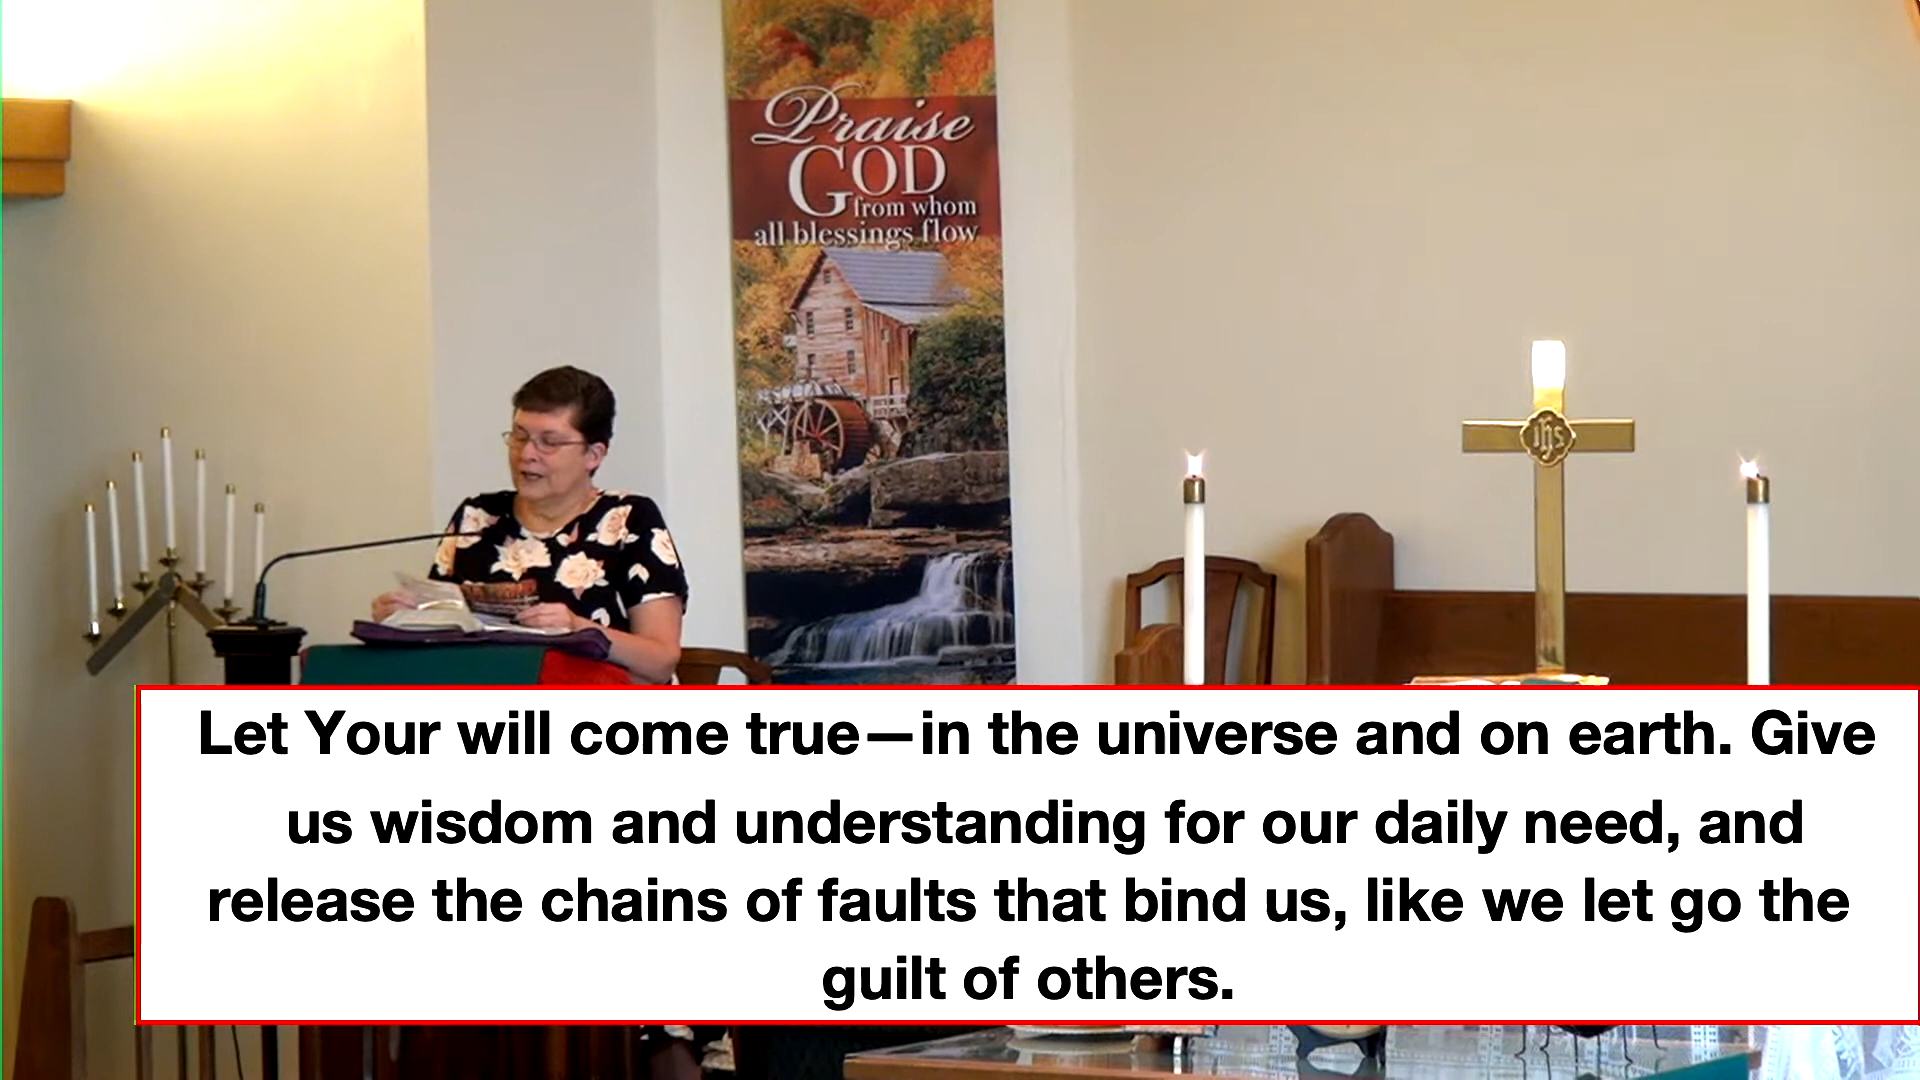 Praise
GOD
from whom
all blessings flow
ihs
Let Your will come true—in the universe and on earth. Give
us wisdom and understanding for our daily need, and
release the chains of faults that bind us, like we let go the
guilt of others.